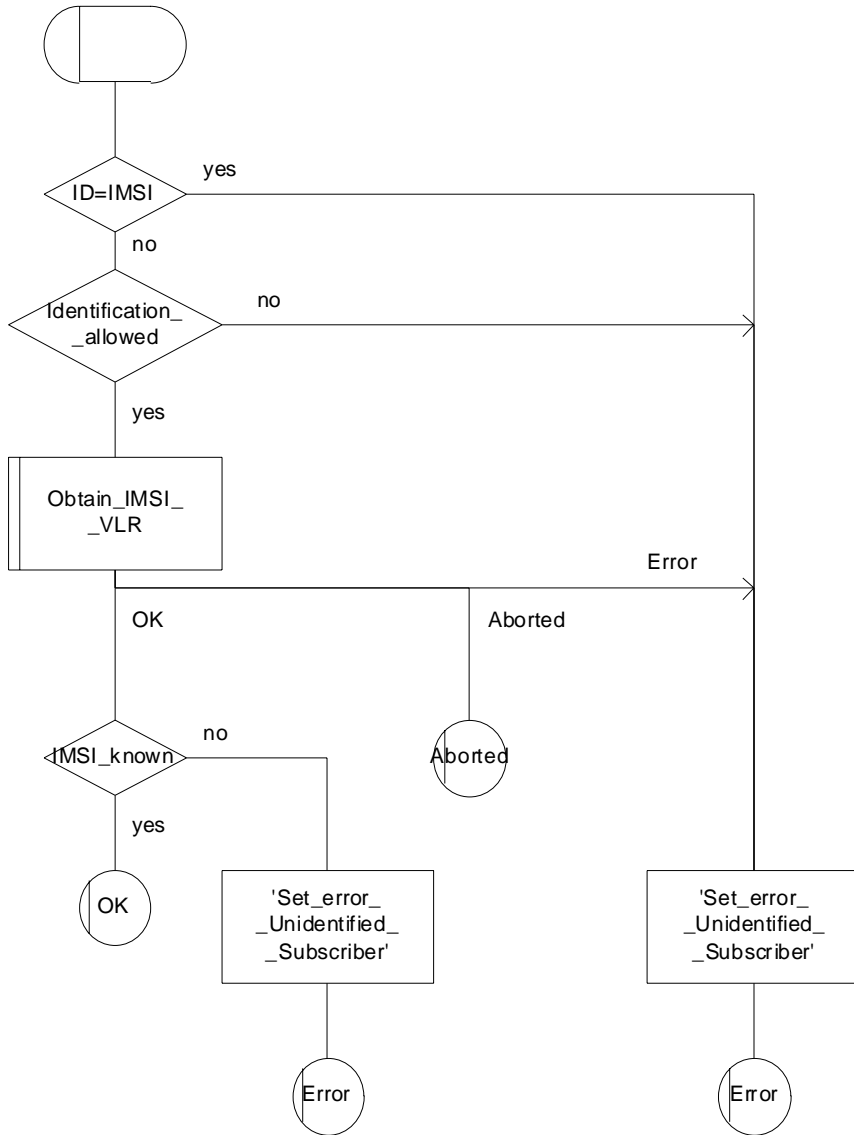 yes
ID=IMSI
no
Identification_
_allowed
no
yes
Obtain_IMSI_
_VLR
Error
OK
Aborted
IMSI_known
no
Aborted
yes
OK
'Set_error_
_Unidentified_
_Subscriber'
'Set_error_
_Unidentified_
_Subscriber'
Error
Error